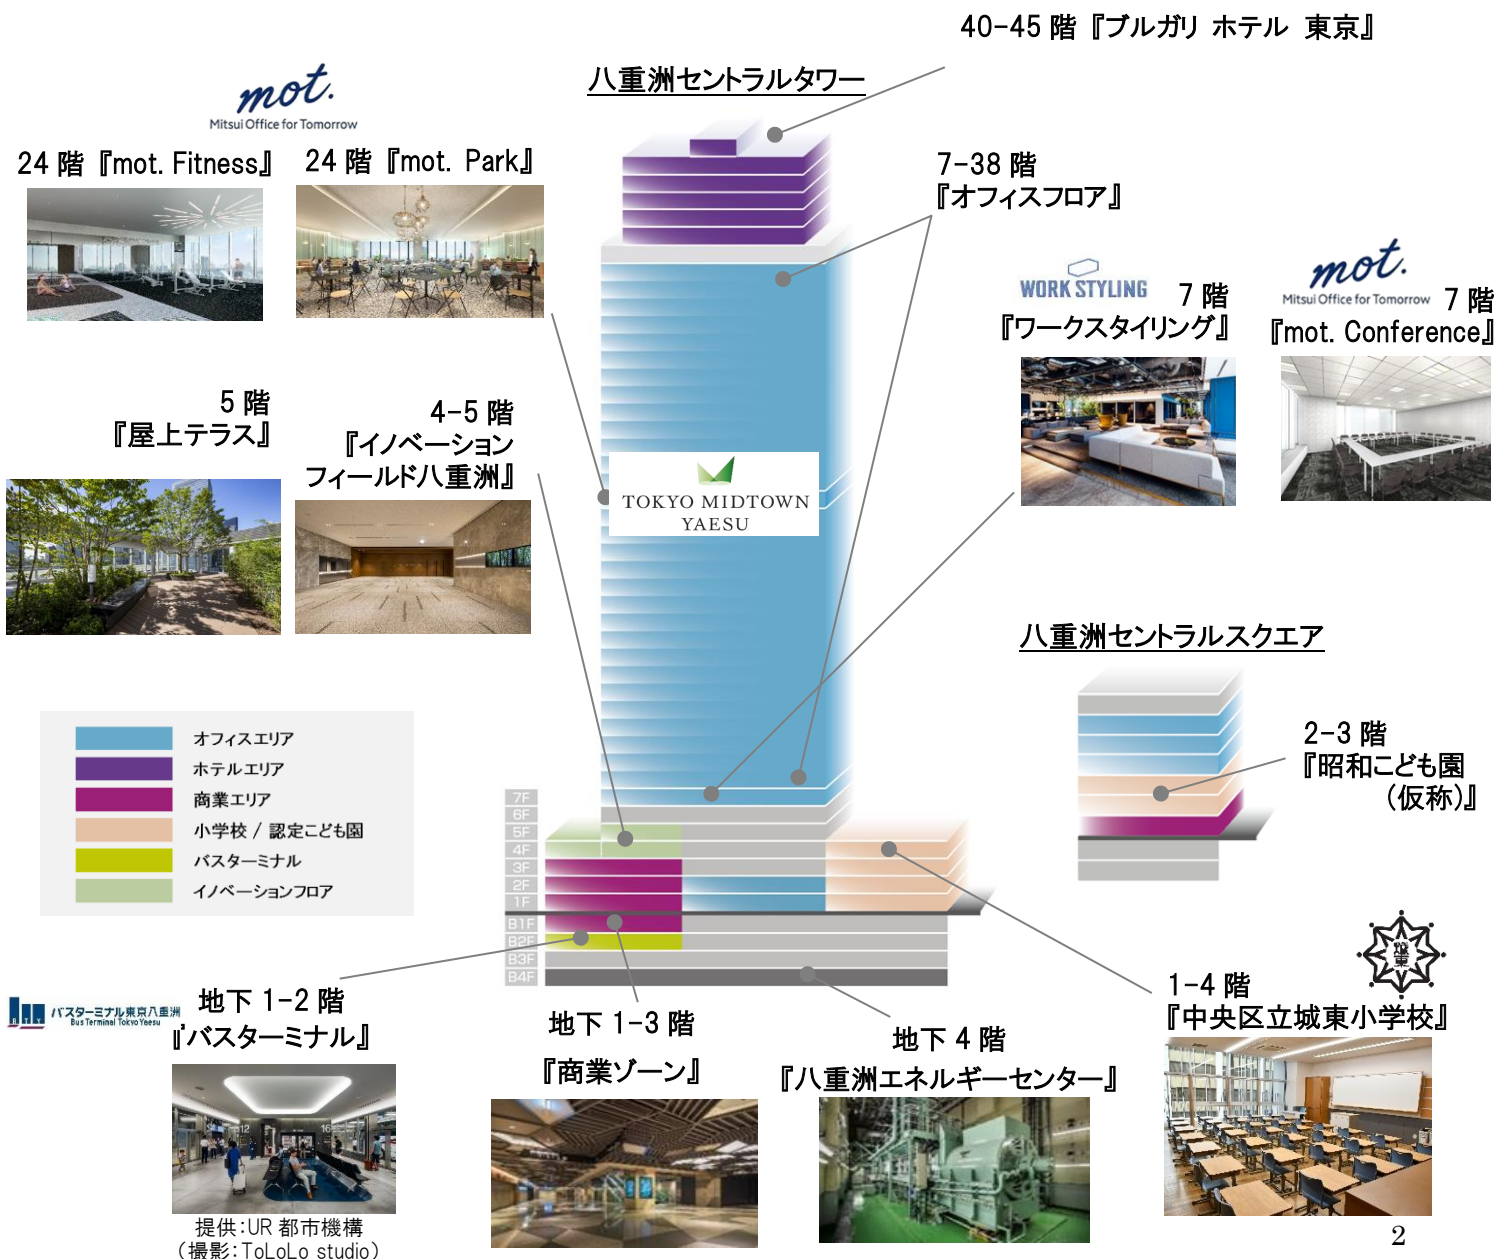 40-45 階『ブルガリ ホテル 東京』
八重洲セントラルタワー
mot.
Mitsui Office for Tomorrow
24 階『mot. Fitness』
24 階『mot. Park』
7-38 階
『オフィスフロア』
WORK STYLING
7 階
『ワークスタイリング』
mot.
Mitsui Office for Tomorrow
7 階
『mot. Conference』
5 階
『屋上テラス』
4-5 階
『イノベーション
フィールド八重洲』
TOKYO MIDTOWN
YAESU
八重洲セントラルスクエア
2-3 階
『昭和こども園
（仮称）』
オフィスエリア
ホテルエリア
商業エリア
小学校 / 認定こども園
バスターミナル
イノベーションフロア
7F
6F
5F
4F
3F
2F
1F
B1F
B2F
B3F
B4F
BTY
バスターミナル東京八重洲
Bus Terminal Tokyo Yaesu
地下 1-2 階
『バスターミナル』
地下 1-3 階
『商業ゾーン』
地下 4 階
『八重洲エネルギーセンター』
城東
1-4 階
『中央区立城東小学校』
12
16
提供：UR 都市機構
（撮影：ToLoLo studio）
2